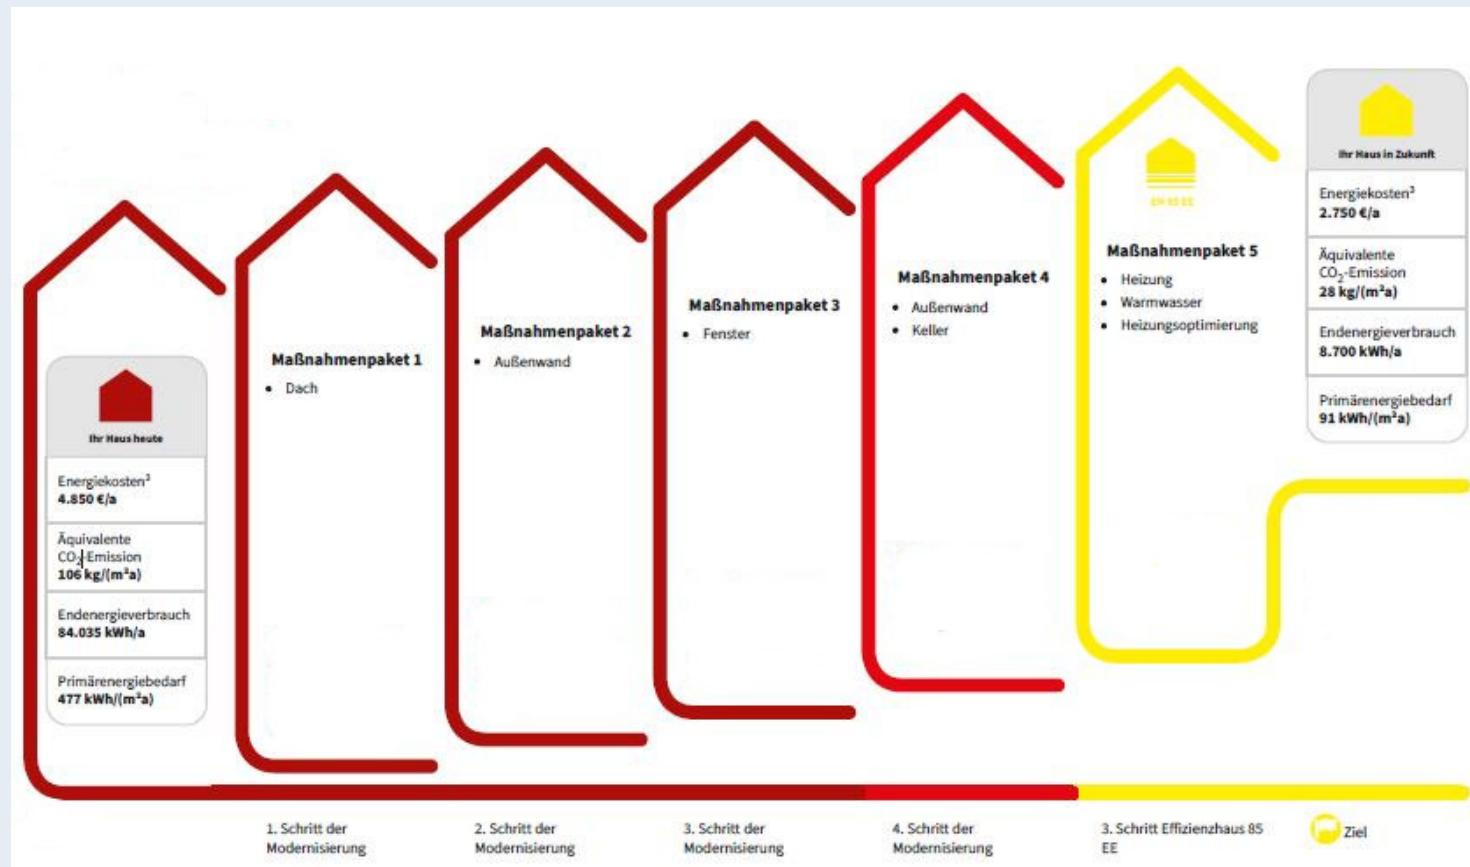 Ihr Haus heute
Energiekosten³
4.850 €/a
Äquivalente
CO₂-Emission
106 kg/(m²a)
Endenergieverbrauch
84.035 kWh/a
Primärenergiebedarf
477 kWh/(m²a)
Maßnahmenpaket 1
• Dach
Maßnahmenpaket 2
• Außenwand
Maßnahmenpaket 3
• Fenster
Maßnahmenpaket 4
• Außenwand
• Keller
EH 85 EE
Maßnahmenpaket 5
• Heizung
• Warmwasser
• Heizungsoptimierung
Ihr Haus in Zukunft
Energiekosten³
2.750 €/a
Äquivalente
CO₂-Emission
28 kg/(m²a)
Endenergieverbrauch
8.700 kWh/a
Primärenergiebedarf
91 kWh/(m²a)
1. Schritt der
Modernisierung
2. Schritt der
Modernisierung
3. Schritt der
Modernisierung
4. Schritt der
Modernisierung
3. Schritt Effizienzhaus 85
EE
Ziel